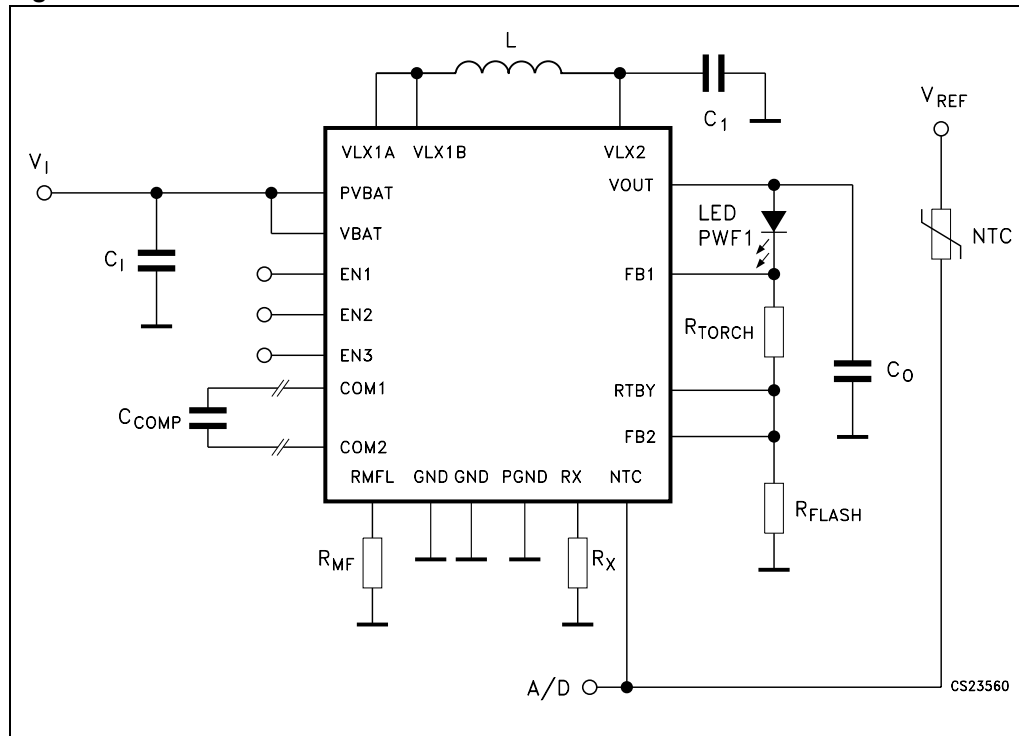 L
C1
VREF
VLX1A VLX1B VLX2
VI
PVBAT
VOUT
LED
PWF1
NTC
VBAT
CI
EN1
FB1
EN2
RTORCH
EN3
CO
COM1
RTBY
CCOMP
FB2
COM2
RMFL GND GND PGND RX NTC
RFLASH
RMF
RX
A/D
CS23560